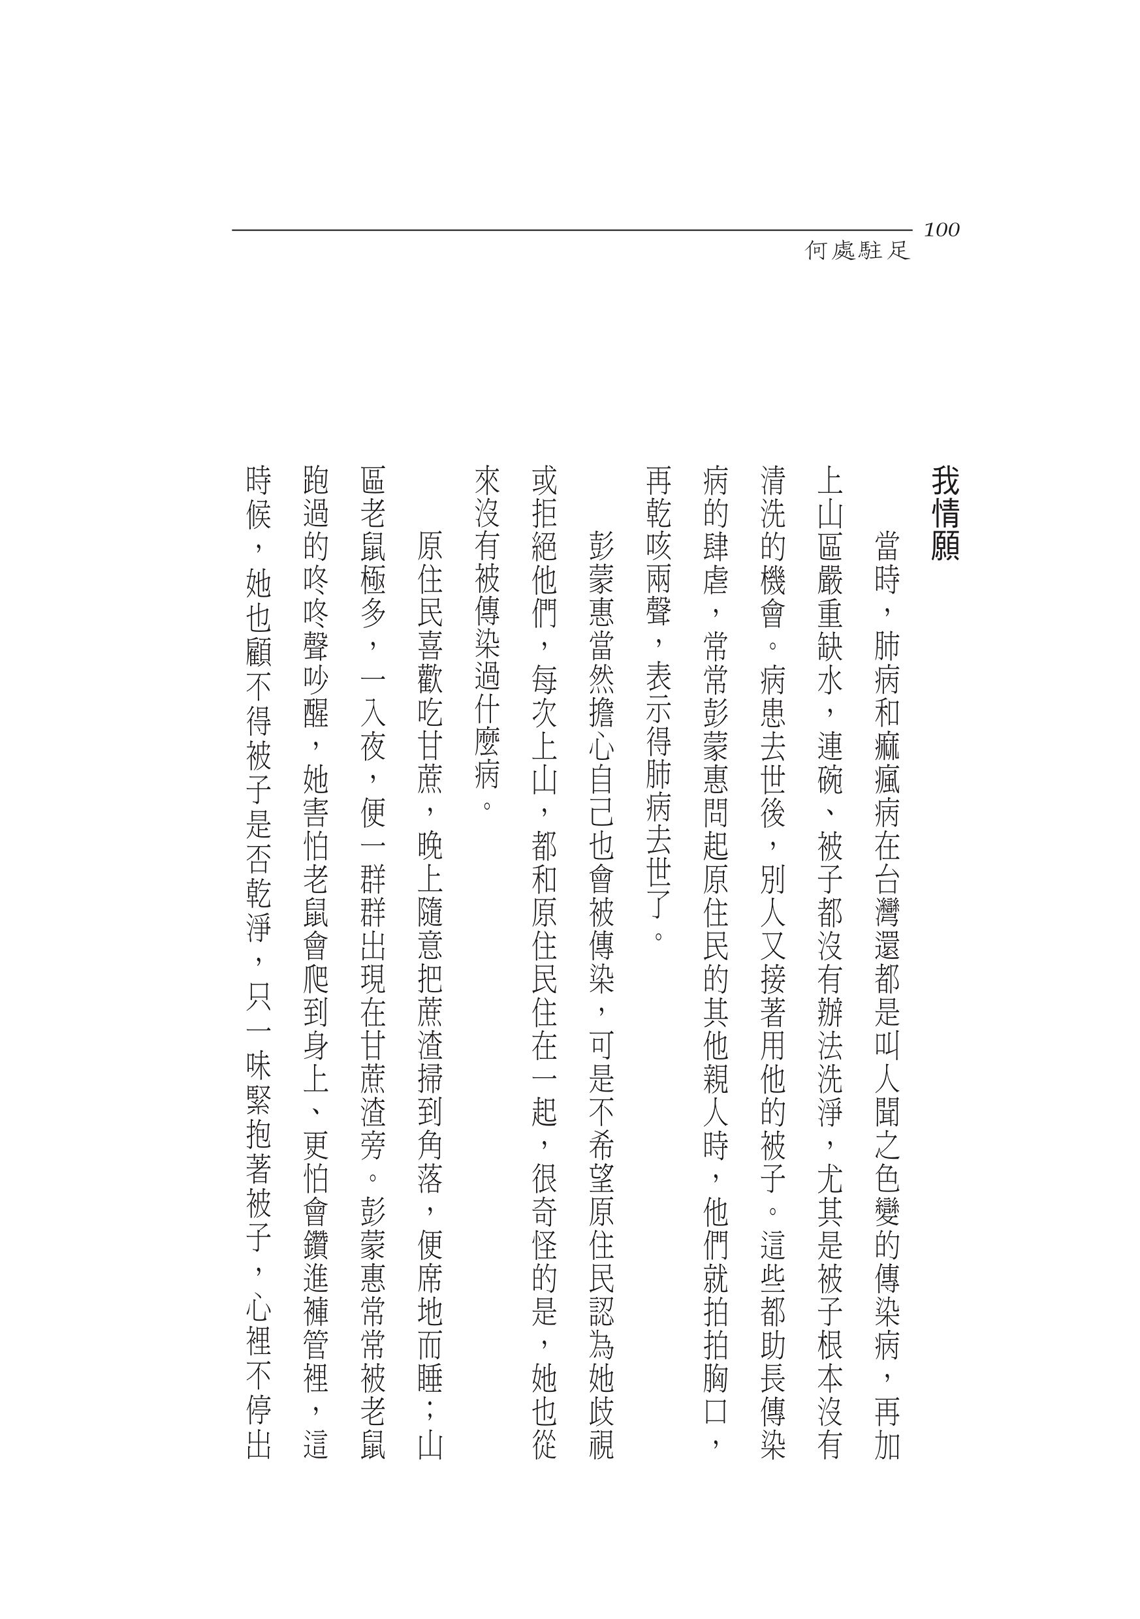 100
何處駐足
我情願
當時，肺病和痲瘋病在台灣還都是叫人聞之色變的傳染病，再加
上山區嚴重缺水，連碗、被子都沒有辦法洗淨，尤其是被子根本沒有
清洗的機會。病患去世後，別人又接著用他的被子。這些都助長傳染
病的肆虐，常常彭蒙惠問起原住民的其他親人時，他們就拍拍胸口，
再乾咳兩聲，表示得肺病去世了。
彭蒙惠當然擔心自己也會被傳染，可是不希望原住民認為她歧視
或拒絕他們，每次上山，都和原住民住在一起，很奇怪的是，她也從
來沒有被傳染過什麼病。
原住民喜歡吃甘蔗，晚上隨意把蔗渣掃到角落，便席地而睡；山
區老鼠極多，一入夜，便一群群出現在甘蔗渣旁。彭蒙惠常常被老鼠
跑過的咚咚聲吵醒，她害怕老鼠會爬到身上、更怕會鑽進褲管裡，這
時候，她也顧不得被子是否乾淨，只一味緊抱著被子，心裡不停出